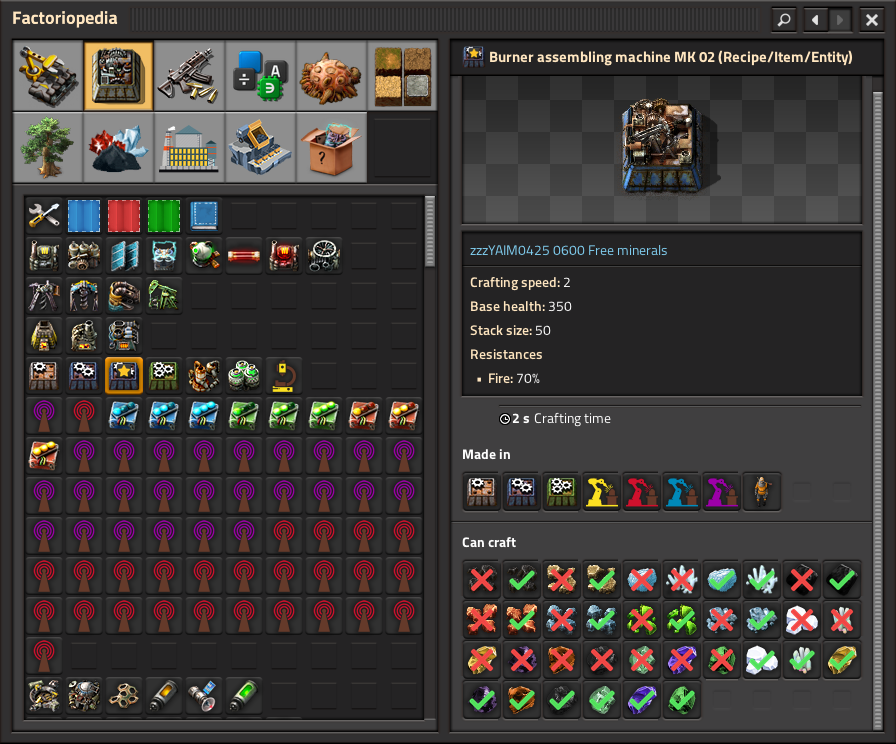 Factoriopedia
Burner assembling machine MK 02 (Recipe/Item/Entity)
zzzYAIM0425 0600 Free minerals
Crafting speed: 2
Base health: 350
Stack size: 50
Resistances
• Fire: 70%
2 s Crafting time
Made in
Can craft